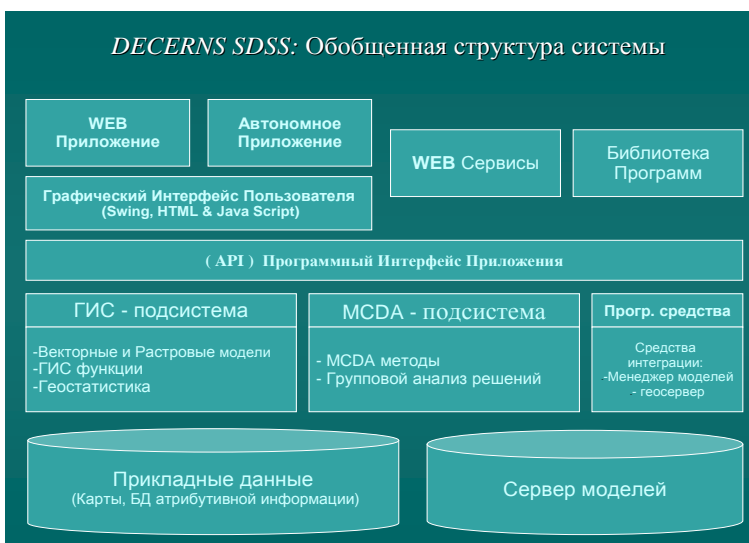 DECERNS SDSS: Обобщенная структура системы
WEB
Приложение
Автономное
Приложение
WEB Сервисы
Библиотека
Программ
Графический Интерфейс Пользователя
(Swing, HTML & Java Script)
( API ) Программный Интерфейс Приложения
ГИС - подсистема
-Векторные и Растровые модели
-ГИС функции
-Геостатистика
MCDA - подсистема
- MCDA методы
- Групповой анализ решений
Прогр. средства
Средства
интеграции:
-Менеджер моделей
- геосервер
Прикладные данные
(Карты, БД атрибутивной информации)
Сервер моделей